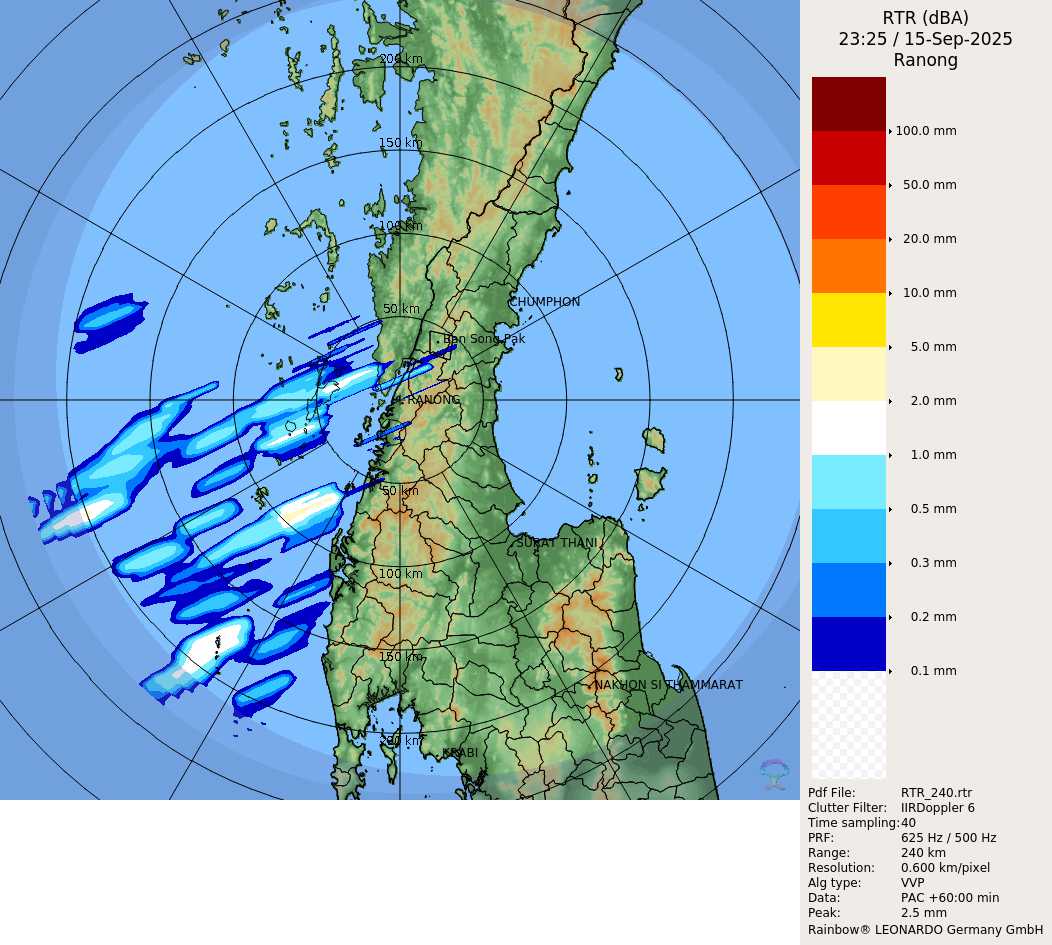 RTR (dBA)
23:25 / 15-Sep-2025
Ranong
200 km
150 km
100 km
50 km
CHUMPHON
Ban Song Pak
RANONG
50 km
SURAT THANI
100 km
150 km
NAKHON SI THAMMARAT
200 km
KRABI
100.0 mm
50.0 mm
20.0 mm
10.0 mm
5.0 mm
2.0 mm
1.0 mm
0.5 mm
0.3 mm
0.2 mm
0.1 mm
Pdf File: RTR_240.rtr
Clutter Filter: IIRDoppler 6
Time sampling:40
PRF: 625 Hz / 500 Hz
Range: 240 km
Resolution: 0.600 km/pixel
Alg type: VVP
Data: PAC +60:00 min
Peak: 2.5 mm
Rainbow® LEONARDO Germany GmbH